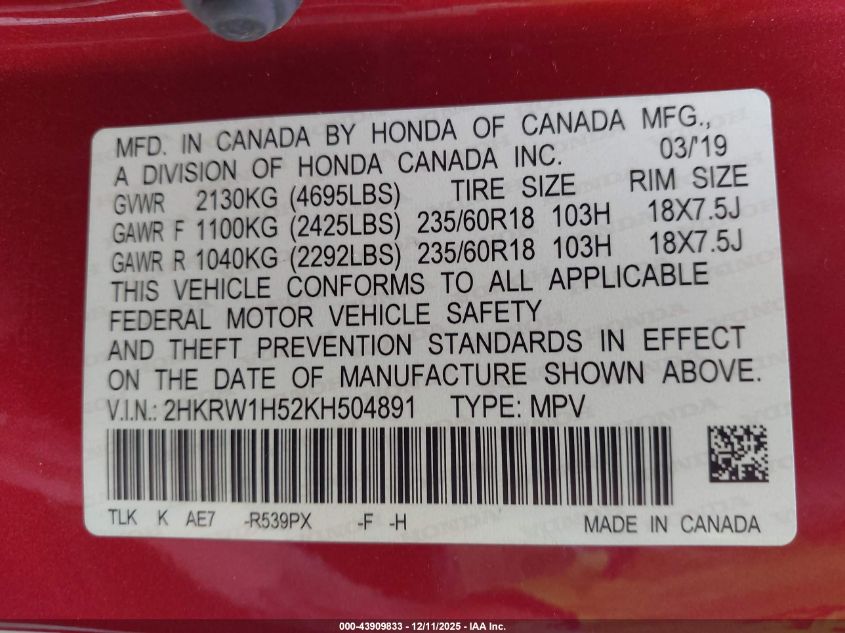 MFD. IN CANADA BY HONDA OF CANADA MFG.,
A DIVISION OF HONDA CANADA INC. 03/'19
GVWR 2130KG (4695LBS) TIRE SIZE RIM SIZE
GAWR F 1100KG (2425LBS) 235/60R18 103H 18X7.5J
GAWR R 1040KG (2292LBS) 235/60R18 103H 18X7.5J
THIS VEHICLE CONFORMS TO ALL APPLICABLE
FEDERAL MOTOR VEHICLE SAFETY
AND THEFT PREVENTION STANDARDS IN EFFECT
ON THE DATE OF MANUFACTURE SHOWN ABOVE.
V.I.N.: 2HKRW1H52KH504891 TYPE: MPV
TLK K AE7 -R539PX -F -H MADE IN CANADA
000-43909833 - 12/11/2025 - IAA Inc.